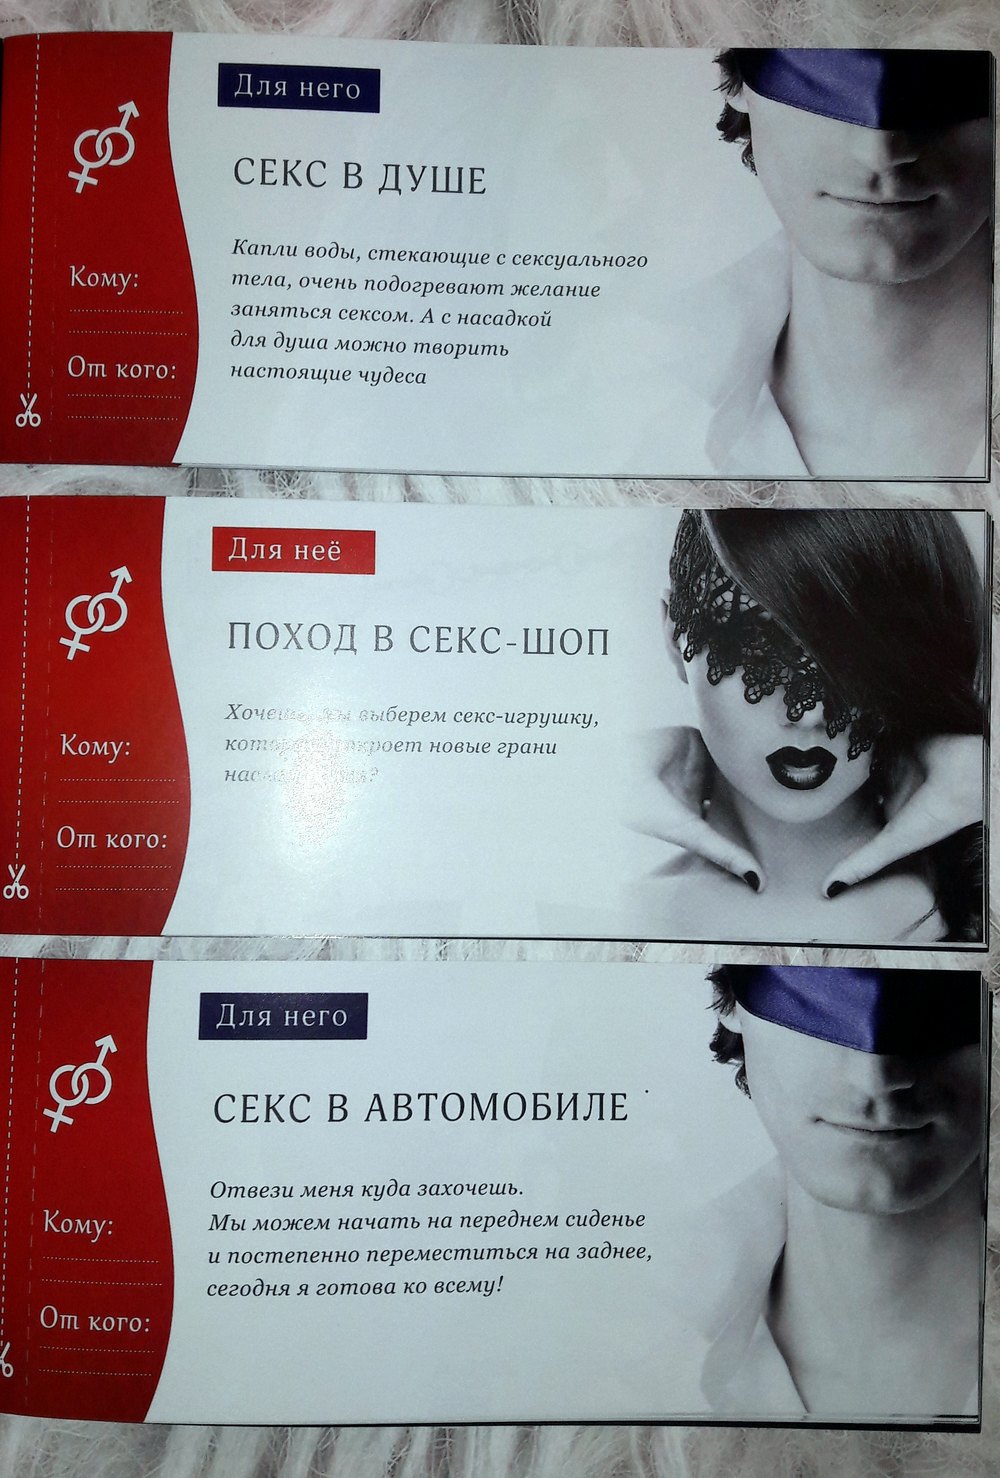 Для него
СЕКС В ДУШЕ
Капли воды, стекающие с сексуального
тела, очень подогревают желание
заняться сексом. А с насадкой
для душа можно творить
настоящие чудеса
Кому:
От кого:
Для неё
ПОХОД В СЕКС-ШОП
выберем секс-игрушку,
новые грани
Кому:
От кого:
Для него
СЕКС В АВТОМОБИЛЕ
Отвези меня куда захочешь.
Мы можем начать на переднем сиденье
и постепенно переместиться на заднее,
сегодня я готова ко всему!
Кому:
От кого: